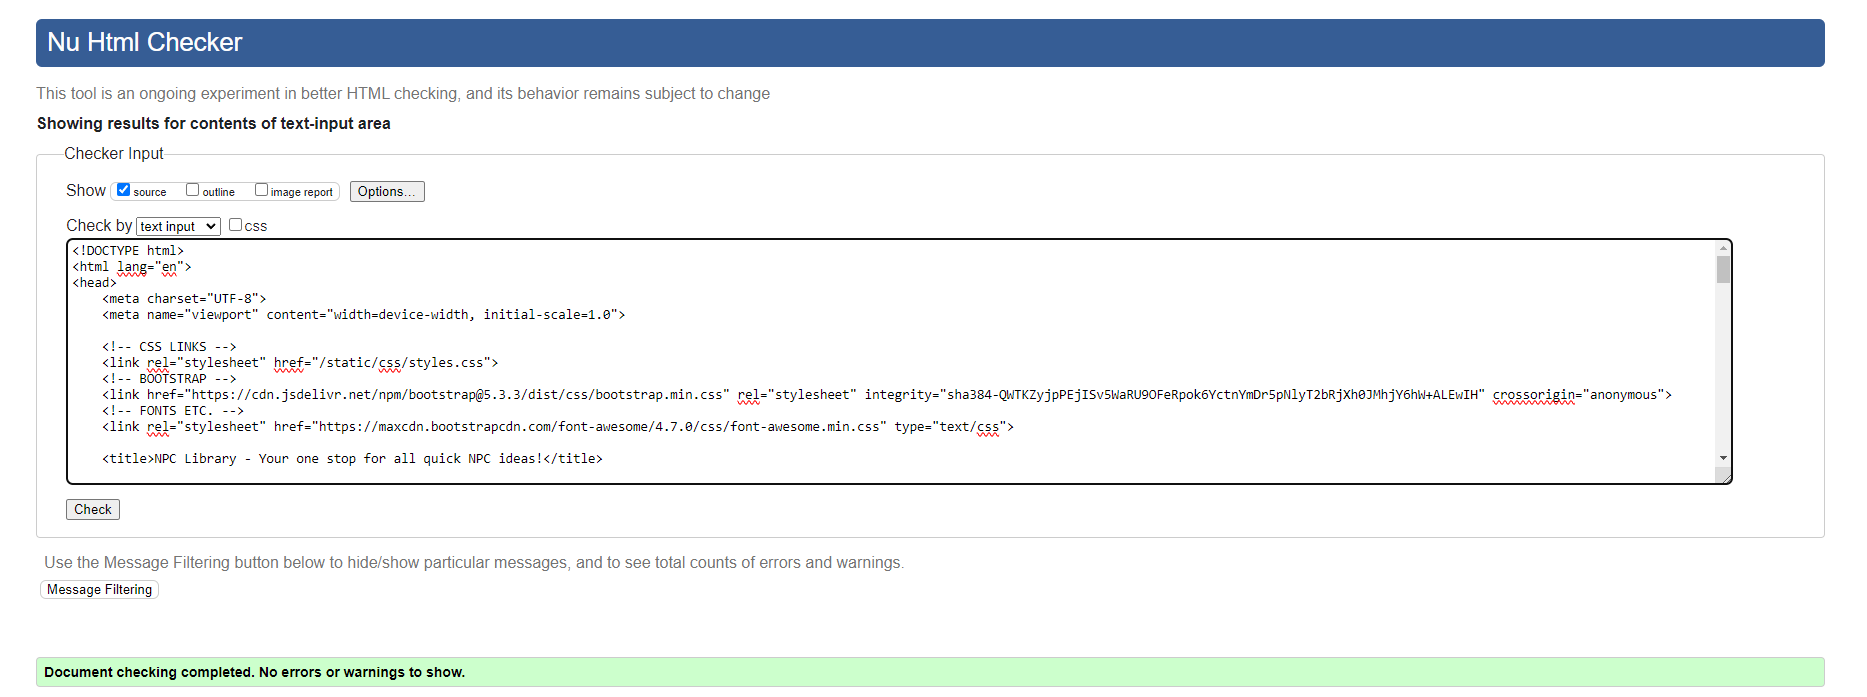 Nu Html Checker
This tool is an ongoing experiment in better HTML checking, and its behavior remains subject to change
Showing results for contents of text-input area
Checker Input
Show source outline image report Options...
Check by text input css
<!DOCTYPE html>
<html lang="en">
<head>
    <meta charset="UTF-8">
    <meta name="viewport" content="width=device-width, initial-scale=1.0">
    <!-- CSS LINKS -->
    <link rel="stylesheet" href="/static/css/styles.css">
    <!-- BOOTSTRAP -->
    <link href="https://cdn.jsdelivr.net/npm/bootstrap@5.3.3/dist/css/bootstrap.min.css" rel="stylesheet" integrity="sha384-QWTKZyjpPEjISv5WaRU9OFeRpok6YctnYmDr5pNlyT2bRjXh0JMhjY6hW+ALEwIH" crossorigin="anonymous">
    <!-- FONTS ETC. -->
    <link rel="stylesheet" href="https://maxcdn.bootstrapcdn.com/font-awesome/4.7.0/css/font-awesome.min.css" type="text/css">
    <title>NPC Library - Your one stop for all quick NPC ideas!</title>
Check
Use the Message Filtering button below to hide/show particular messages, and to see total counts of errors and warnings.
Message Filtering
Document checking completed. No errors or warnings to show.